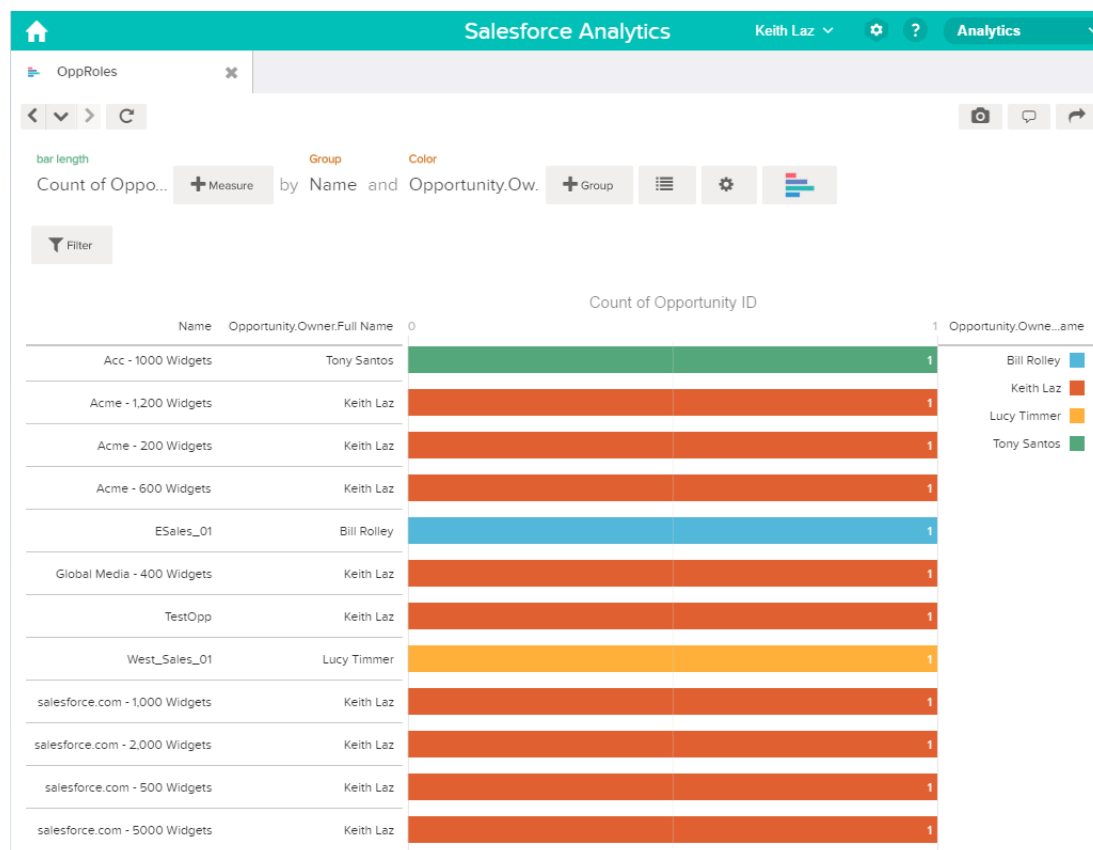 Salesforce Analytics Keith Laz ? Analytics
OppRoles
bar length Group Color
Count of Oppo... Measure by Name and Opportunity.Ow. Group
Filter
Count of Opportunity ID
Name Opportunity.Owner.Full Name 0 1 Opportunity.Owne...ame
Acc - 1000 Widgets Tony Santos 1 Bill Rolley
Keith Laz
Acme - 1,200 Widgets Keith Laz 1
Lucy Timmer
Acme - 200 Widgets Keith Laz 1 Tony Santos
Acme - 600 Widgets Keith Laz 1
ESales_01 Bill Rolley 1
Global Media - 400 Widgets Keith Laz 1
TestOpp Keith Laz 1
West_Sales_01 Lucy Timmer 1
salesforce.com - 1,000 Widgets Keith Laz 1
salesforce.com - 2,000 Widgets Keith Laz 1
salesforce.com - 500 Widgets Keith Laz 1
salesforce.com - 5000 Widgets Keith Laz 1